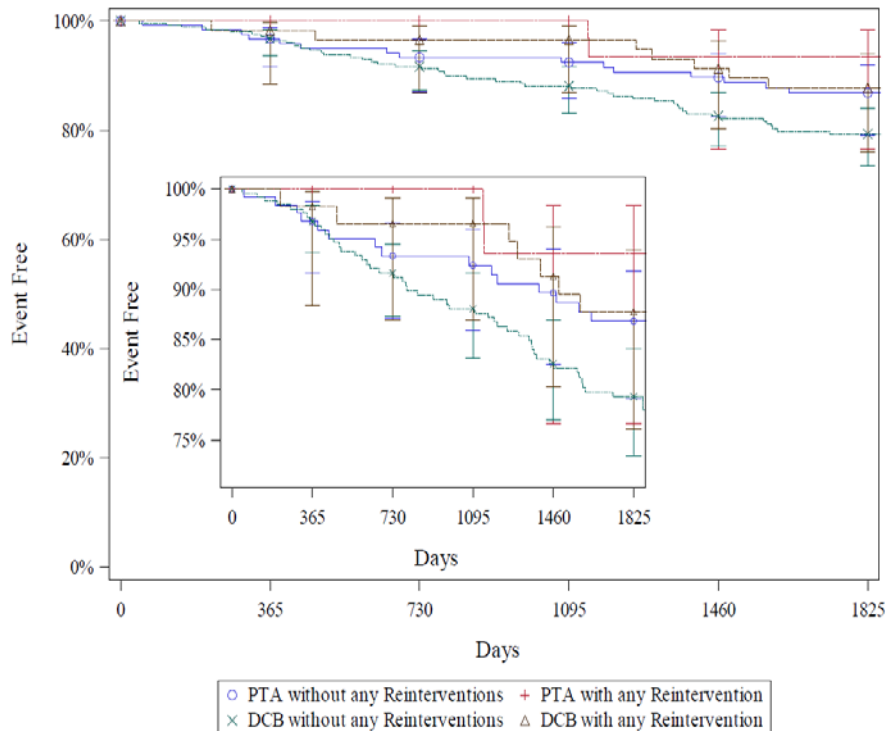 100%
80%
60%
40%
20%
0%
Event Free
100%
95%
90%
85%
80%
75%
Event Free
0 365 730 1095 1460 1825
Days
0 365 730 1095 1460 1825
Days
PTA without any Reinterventions PTA with any Reintervention
DCB without any Reinterventions DCB with any Reintervention